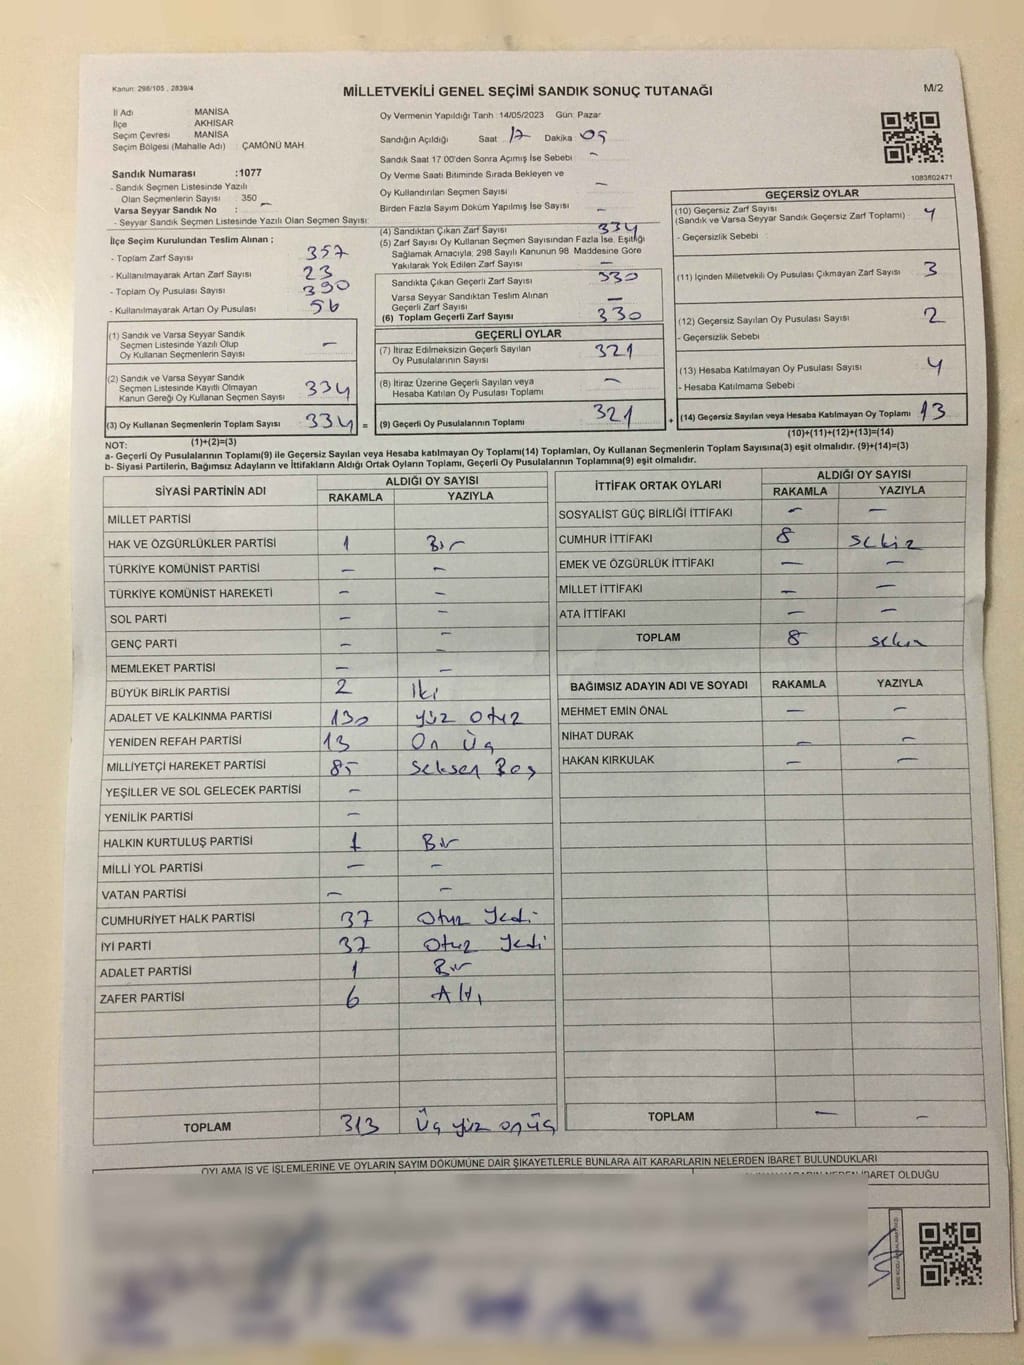 Kanun: 298/105 , 2839/4
MİLLETVEKİLİ GENEL SEÇİMİ SANDIK SONUÇ TUTANAĞI
M/2
İl Adı : MANİSA
İlçe : AKHİSAR
Seçim Çevresi : MANİSA
Seçim Bölgesi (Mahalle Adı) : ÇAMÖNÜ MAH.
Sandık Numarası :1077
- Sandık Seçmen Listesinde Yazılı
Olan Seçmenlerin Sayısı : 350 -
Varsa Seyyar Sandık No :
- Seyyar Sandık Seçmen Listesinde Yazılı Olan Seçmen Sayısı:
İlçe Seçim Kurulundan Teslim Alınan ;
- Toplam Zarf Sayısı : 357
- Kullanılmayarak Artan Zarf Sayısı : 23
- Toplam Oy Pusulası Sayısı : 390
- Kullanılmayarak Artan Oy Pusulası : 56
(1) Sandık ve Varsa Seyyar Sandık
Seçmen Listesinde Yazılı Olup
Oy Kullanan Seçmenlerin Sayısı : -
(2) Sandık ve Varsa Seyyar Sandık
Seçmen Listesinde Kayıtlı Olmayan
Kanun Gereği Oy Kullanan Seçmen Sayısı : 334
(3) Oy Kullanan Seçmenlerin Toplam Sayısı : 334 =
(1)+(2)=(3)
Oy Vermenin Yapıldığı Tarih :14/05/2023 Gün: Pazar
Sandığın Açıldığı Saat : 17 Dakika : 09
Sandık Saat 17:00'den Sonra Açımış İse Sebebi : -
Oy Verme Saati Bitiminde Sırada Bekleyen ve
Oy Kullandırılan Seçmen Sayısı : -
Birden Fazla Sayım Döküm Yapılmış İse Sayısı : -
(4) Sandıktan Çıkan Zarf Sayısı : 334
(5) Zarf Sayısı Oy Kullanan Seçmen Sayısından Fazla İse, Eşitliği
Sağlamak Amacıyla, 298 Sayılı Kanunun 98. Maddesine Göre
Yakılarak Yok Edilen Zarf Sayısı : -
Sandıkta Çıkan Geçerli Zarf Sayısı : 330
Varsa Seyyar Sandıktan Teslim Alınan
Geçerli Zarf Sayısı : -
(6) Toplam Geçerli Zarf Sayısı : 330
GEÇERLİ OYLAR
(7) İtiraz Edilmeksizin Geçerli Sayılan
Oy Pusulalarının Sayısı : 321
(8) İtiraz Üzerine Geçerli Sayılan veya
Hesaba Katılan Oy Pusulası Toplamı : -
(9) Geçerli Oy Pusulalarının Toplamı : 321 +
1083602471
GEÇERSİZ OYLAR
(10) Geçersiz Zarf Sayısı
(Sandık ve Varsa Seyyar Sandık Geçersiz Zarf Toplamı) : 4
- Geçersizlik Sebebi :
(11) İçinden Milletvekili Oy Pusulası Çıkmayan Zarf Sayısı : 3
(12) Geçersiz Sayılan Oy Pusulası Sayısı : 2
- Geçersizlik Sebebi :
(13) Hesaba Katılmayan Oy Pusulası Sayısı : 4
- Hesaba Katılmama Sebebi :
(14) Geçersiz Sayılan veya Hesaba Katılmayan Oy Toplamı : 13
(10)+(11)+(12)+(13)=(14)
NOT:
a- Geçerli Oy Pusulalarının Toplamı(9) ile Geçersiz Sayılan veya Hesaba katılmayan Oy Toplamı(14) Toplamları, Oy Kullanan Seçmenlerin Toplam Sayısına(3) eşit olmalıdır. (9)+(14)=(3)
b- Siyasi Partilerin, Bağımsız Adayların ve İttifakların Aldığı Ortak Oyların Toplamı, Geçerli Oy Pusulalarının Toplamına(9) eşit olmalıdır.
SİYASİ PARTİNİN ADI ALDIĞI OY SAYISI
RAKAMLA YAZIYLA
MİLLET PARTİSİ
HAK VE ÖZGÜRLÜKLER PARTİSİ 1 Bir
TÜRKİYE KOMÜNİST PARTİSİ - -
TÜRKİYE KOMÜNİST HAREKETİ - -
SOL PARTİ - -
GENÇ PARTİ - -
MEMLEKET PARTİSİ - -
BÜYÜK BİRLİK PARTİSİ 2 İki
ADALET VE KALKINMA PARTİSİ 130 Yüz Otuz
YENİDEN REFAH PARTİSİ 13 On Üç
MİLLİYETÇİ HAREKET PARTİSİ 85 Seksen Beş
YEŞİLLER VE SOL GELECEK PARTİSİ -
YENİLİK PARTİSİ -
HALKIN KURTULUŞ PARTİSİ 1 Bir
MİLLİ YOL PARTİSİ - -
VATAN PARTİSİ - -
CUMHURİYET HALK PARTİSİ 37 Otuz Yedi
İYİ PARTİ 37 Otuz Yedi
ADALET PARTİSİ 1 Bir
ZAFER PARTİSİ 6 Altı
TOPLAM 313 Üç yüz onüç
İTTİFAK ORTAK OYLARI ALDIĞI OY SAYISI
RAKAMLA YAZIYLA
SOSYALİST GÜÇ BİRLİĞİ İTTİFAKI - -
CUMHUR İTTİFAKI 8 Sekiz
EMEK VE ÖZGÜRLÜK İTTİFAKI - -
MİLLET İTTİFAKI - -
ATA İTTİFAKI - -
TOPLAM 8 Sekiz
BAĞIMSIZ ADAYIN ADI VE SOYADI RAKAMLA YAZIYLA
MEHMET EMİN ÖNAL - -
NİHAT DURAK - -
HAKAN KIRKULAK - -
TOPLAM - -
OYLAMA İŞ VE İŞLEMLERİNE VE OYLARIN SAYIM DÖKÜMÜNE DAİR ŞİKAYETLERLE BUNLARA AİT KARARLARIN NELERDEN İBARET BULUNDUKLARI
İBARET OLDUĞU